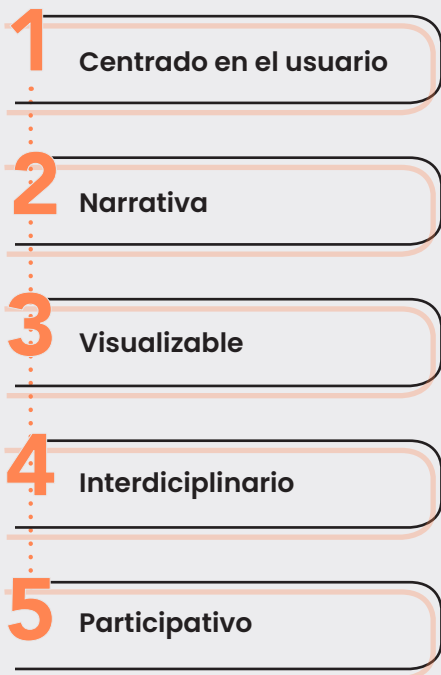 1
Centrado en el usuario
2
Narrativa
3
Visualizable
4
Interdiciplinario
5
Participativo